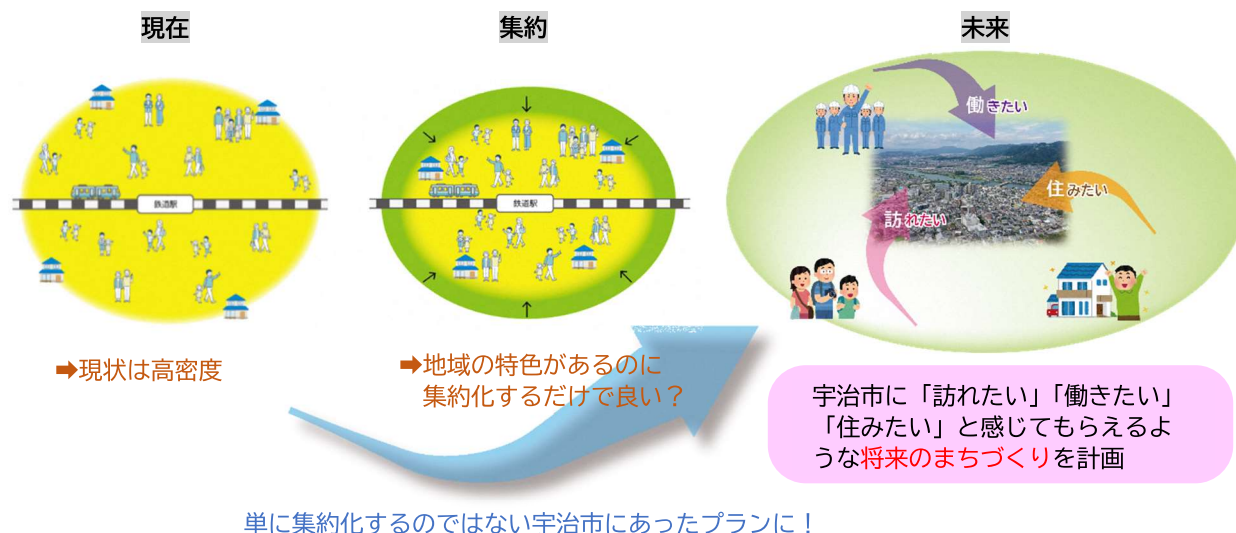 現在
集約
未来
働きたい
住みたい
訪れたい
鉄道駅
鉄道駅
➡現状は高密度
➡地域の特色があるのに
集約化するだけで良い？
宇治市に「訪れたい」「働きたい」
「住みたい」と感じてもらえるよ
うな将来のまちづくりを計画
単に集約化するのではない宇治市にあったプランに！